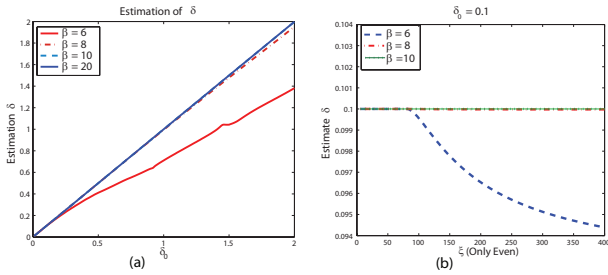 Estimation of δ
β = 6
β = 8
β = 10
β = 20
Estimation δ
2
1.8
1.6
1.4
1.2
1
0.8
0.6
0.4
0.2
0
0
0.5
1
1.5
2
δ₀
(a)
δ₀ = 0.1
β = 6
β = 8
β =10
Estimate δ
0.104
0.103
0.102
0.101
0.1
0.099
0.098
0.097
0.096
0.095
0.094
0
50
100
150
200
250
300
350
400
ξ (Only Even)
(b)